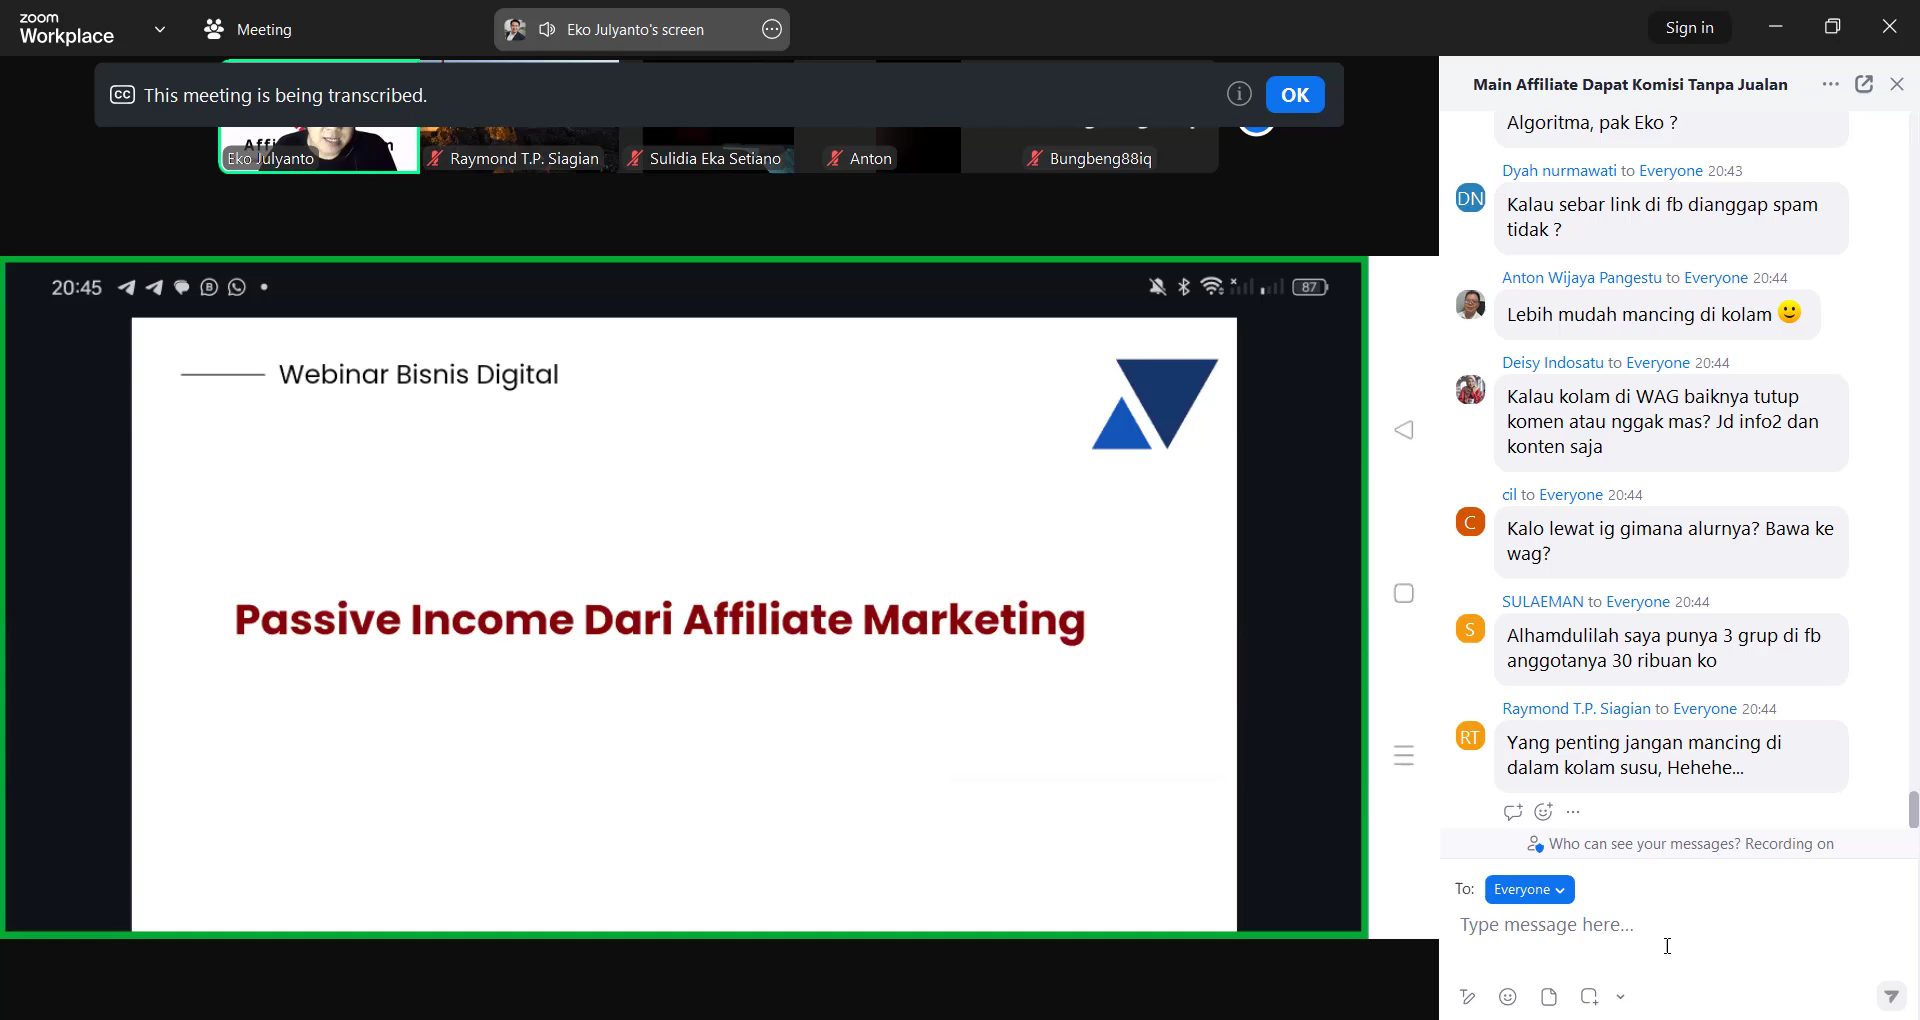 zoom
Workplace
Meeting
Eko Julyanto's screen
Sign in
CC This meeting is being transcribed.
OK
Eko Julyanto
Raymond T.P. Siagian
Sulidia Eka Setiano
Anton
Bungbeng88iq
20:45
87
Webinar Bisnis Digital
Passive Income Dari Affiliate Marketing
Main Affiliate Dapat Komisi Tanpa Jualan
Algoritma, pak Eko ?
Dyah nurmawati to Everyone 20:43
DN
Kalau sebar link di fb dianggap spam
tidak ?
Anton Wijaya Pangestu to Everyone 20:44
Lebih mudah mancing di kolam 🙂
Deisy Indosatu to Everyone 20:44
Kalau kolam di WAG baiknya tutup
komen atau nggak mas? Jd info2 dan
konten saja
cil to Everyone 20:44
C
Kalo lewat ig gimana alurnya? Bawa ke
wag?
SULAEMAN to Everyone 20:44
S
Alhamdulilah saya punya 3 grup di fb
anggotanya 30 ribuan ko
Raymond T.P. Siagian to Everyone 20:44
RT
Yang penting jangan mancing di
dalam kolam susu, Hehehe...
Who can see your messages? Recording on
To: Everyone
Type message here...